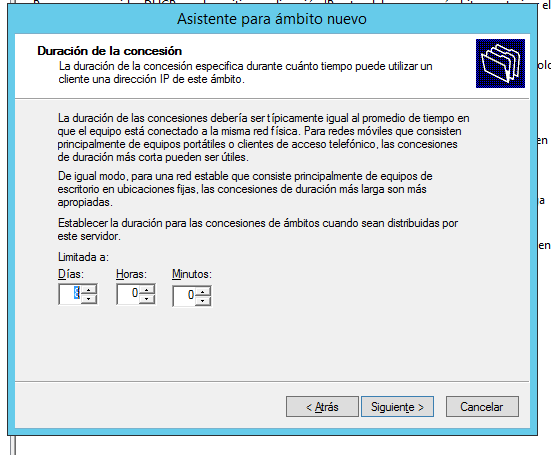 Asistente para ámbito nuevo
Duración de la concesión
La duración de la concesión especifica durante cuánto tiempo puede utilizar un
cliente una dirección IP de este ámbito.
La duración de las concesiones debería ser típicamente igual al promedio de tiempo en
que el equipo está conectado a la misma red física. Para redes móviles que consisten
principalmente de equipos portátiles o clientes de acceso telefónico, las concesiones
de duración más corta pueden ser útiles.
De igual modo, para una red estable que consiste principalmente de equipos de
escritorio en ubicaciones fijas, las concesiones de duración más larga son más
apropiadas.
Establecer la duración para las concesiones de ámbitos cuando sean distribuidas por
este servidor.
Limitada a:
Días: Horas: Minutos:
8 0 0
< Atrás Siguiente > Cancelar